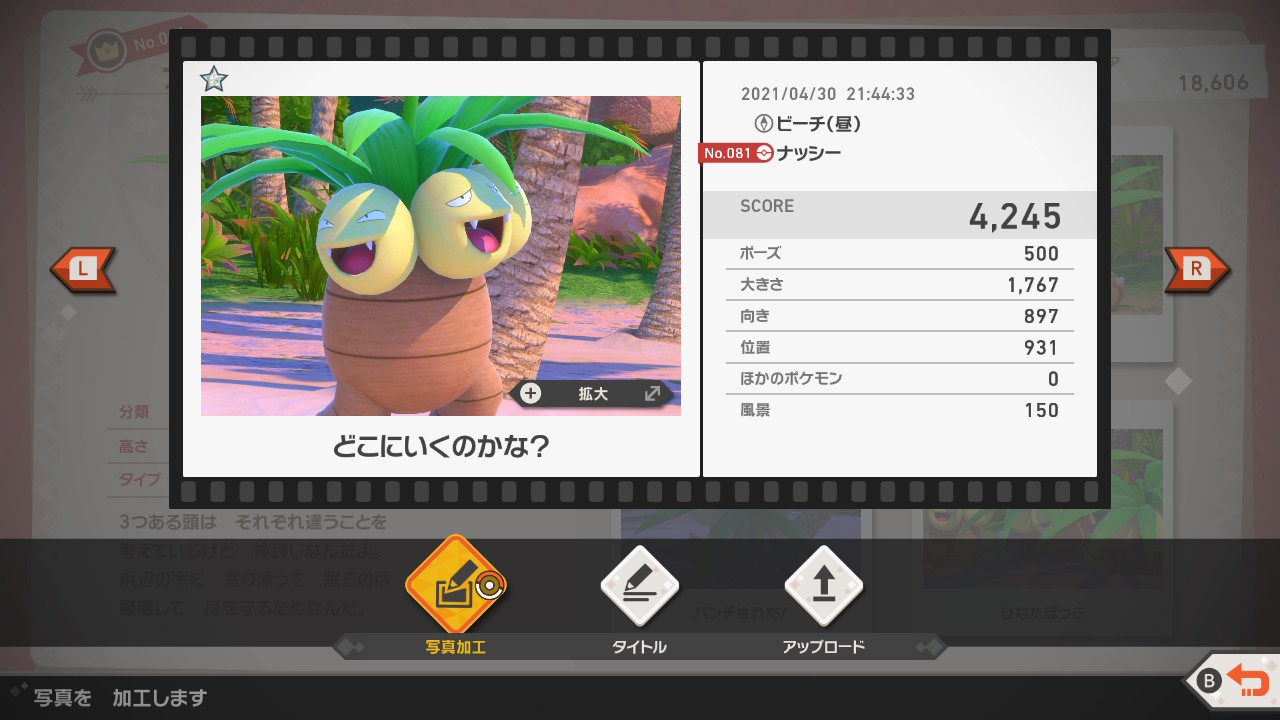 No.0
18,606
2021/04/30 21:44:33
ビーチ(昼)
No.081 ナッシー
SCORE 4,245
ポーズ 500
大きさ 1,767
向き 897
位置 931
ほかのポケモン 0
風景 150
L
R
+ 拡大
どこにいくのかな?
分類
高さ
タイプ
3つある頭は それぞれ違うことを
考えているけど 仲良しなんだよ。
浜辺の木に 寄り添って 眠るのは
身を守るためなんだ。
パンチされた!
ひなたぼっこ
写真加工
タイトル
アップロード
写真を 加工します
B